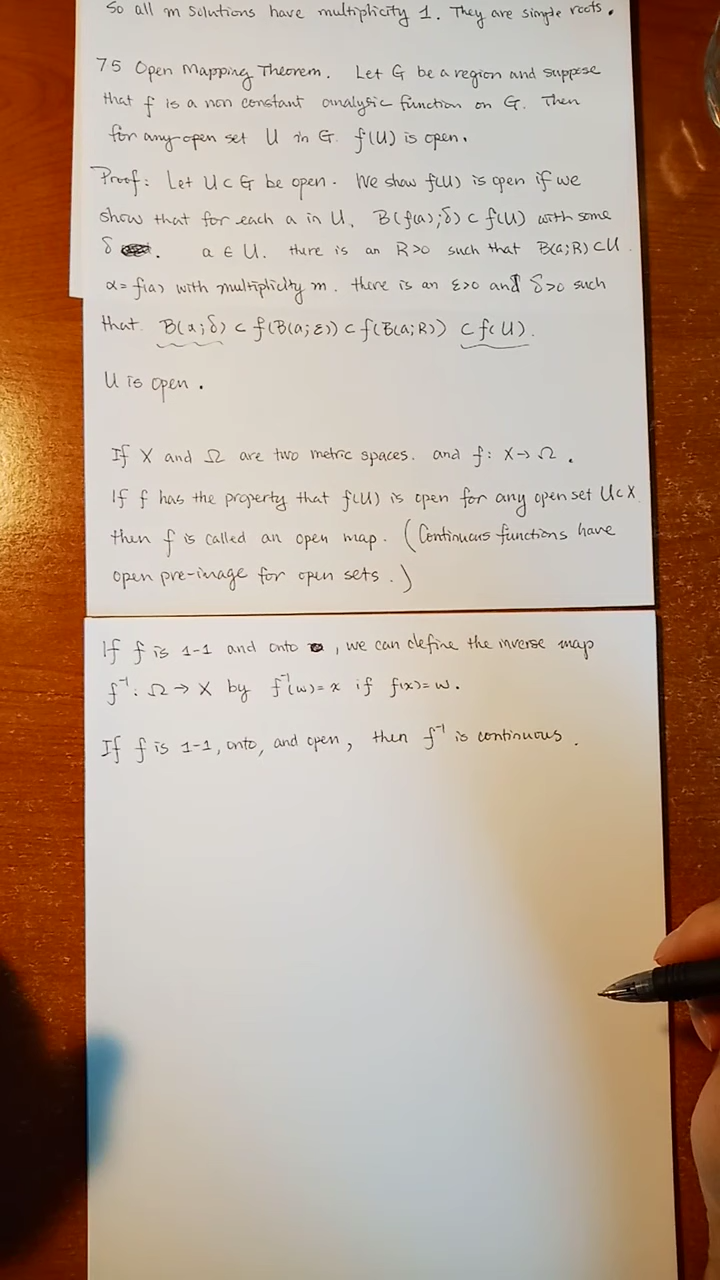 So all m solutions have multiplicity 1. They are simple roots.
7.5 Open Mapping Theorem. Let G be a region and suppose
that f is a non constant analytic function on G. Then
for any open set U in G. f(U) is open.
Proof: Let U ⊂ G be open. We show f(U) is open if we
show that for each a in U, B(f(a);δ) ⊂ f(U) with some
δ . a ∈ U. there is an R>0 such that B(a;R) ⊂ U.
α = f(a) with multiplicity m. there is an ε>0 and δ>0 such
that. B(α;δ) ⊂ f(B(a;ε)) ⊂ f(B(a;R)) ⊂ f(U).
U is open.
If X and Ω are two metric spaces. and f: X → Ω.
If f has the property that f(U) is open for any open set U⊂X
then f is called an open map. (Continuous functions have
open pre-image for open sets.)
If f is 1-1 and onto , we can define the inverse map
f⁻¹: Ω → X by f⁻¹(w) = x if f(x) = w.
If f is 1-1, onto, and open, then f⁻¹ is continuous.